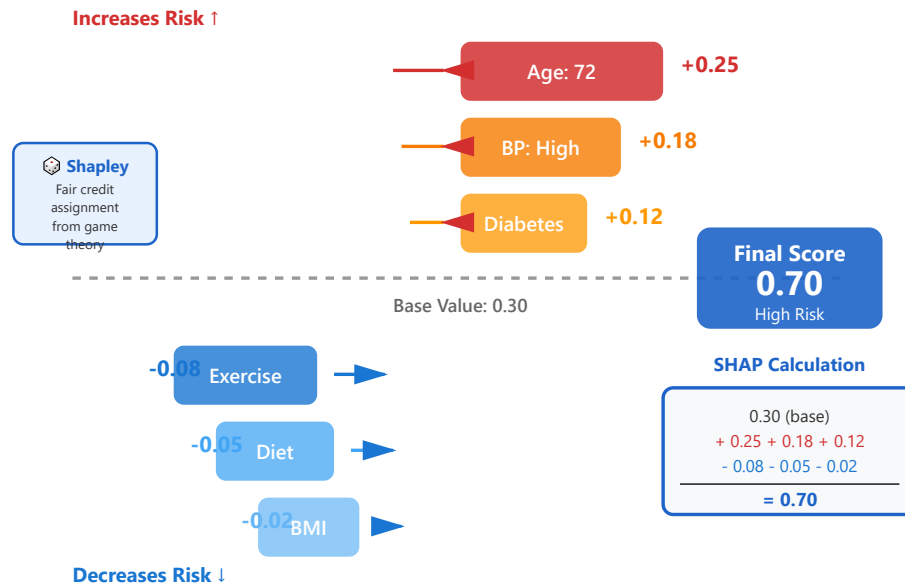 Increases Risk ↑
Age: 72
+0.25
BP: High
+0.18
Shapley
Fair credit
assignment
from game
theory
Diabetes
+0.12
Final Score
0.70
High Risk
Base Value: 0.30
-0.08
Exercise
SHAP Calculation
0.30 (base)
+ 0.25 + 0.18 + 0.12
- 0.08 - 0.05 - 0.02
= 0.70
-0.05
Diet
-0.02
BMI
Decreases Risk ↓